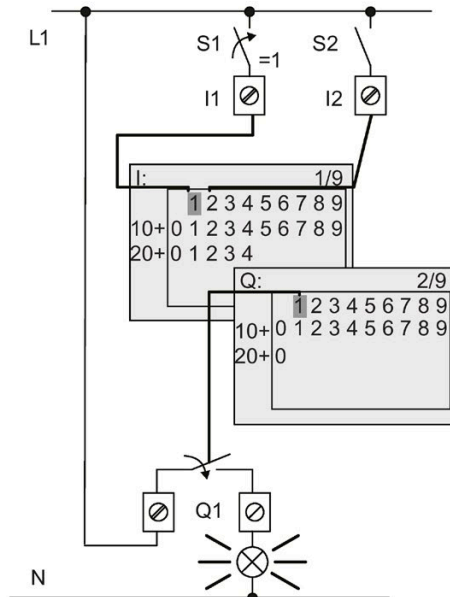 L1
S1
=1
S2
I1
I2
I: 1/9
1 2 3 4 5 6 7 8 9
10+ 0 1 2 3 4 5 6 7 8 9
20+ 0 1 2 3 4
Q: 2/9
1 2 3 4 5 6 7 8 9
10+ 0 1 2 3 4 5 6 7 8 9
20+ 0
Q1
N